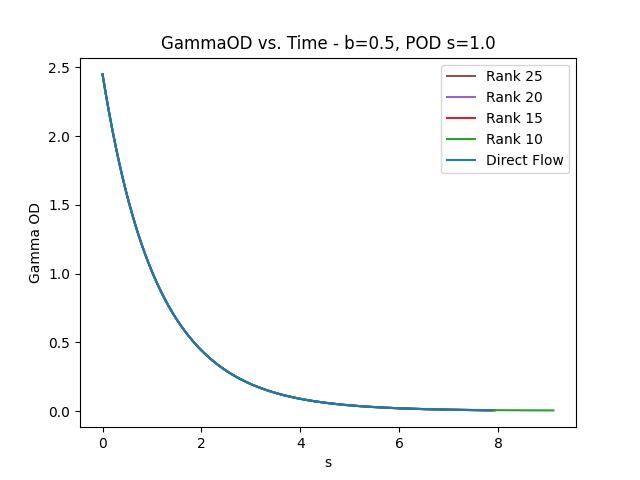 GammaOD vs. Time - b=0.5, POD s=1.0
2.5
2.0
1.5
1.0
0.5
0.0
Gamma OD
Rank 25
Rank 20
Rank 15
Rank 10
Direct Flow
0 2 4 6 8
s